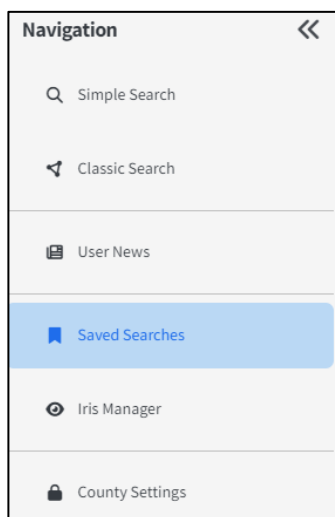 Navigation
Simple Search
Classic Search
User News
Saved Searches
Iris Manager
County Settings